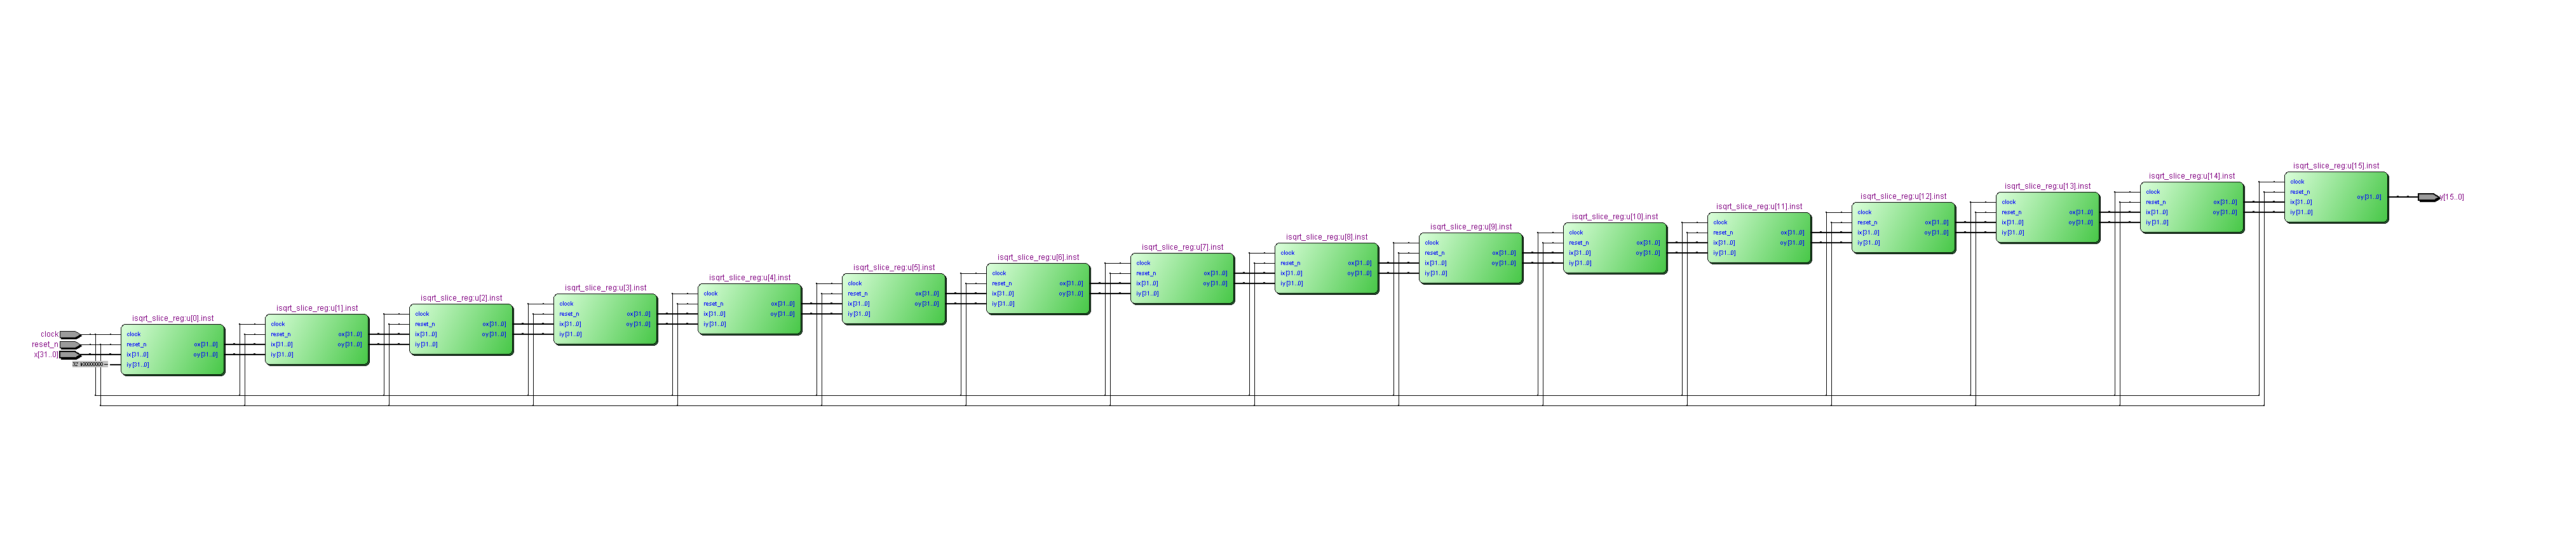 clock
reset_n
x[31..0]
isqrt_slice_reg:u[0].inst
clock
reset_n
ix[31..0]
iy[31..0]
ox[31..0]
oy[31..0]
isqrt_slice_reg:u[1].inst
clock
reset_n
ix[31..0]
iy[31..0]
ox[31..0]
oy[31..0]
isqrt_slice_reg:u[2].inst
clock
reset_n
ix[31..0]
iy[31..0]
ox[31..0]
oy[31..0]
isqrt_slice_reg:u[3].inst
clock
reset_n
ix[31..0]
iy[31..0]
ox[31..0]
oy[31..0]
isqrt_slice_reg:u[4].inst
clock
reset_n
ix[31..0]
iy[31..0]
ox[31..0]
oy[31..0]
isqrt_slice_reg:u[5].inst
clock
reset_n
ix[31..0]
iy[31..0]
ox[31..0]
oy[31..0]
isqrt_slice_reg:u[6].inst
clock
reset_n
ix[31..0]
iy[31..0]
ox[31..0]
oy[31..0]
isqrt_slice_reg:u[7].inst
clock
reset_n
ix[31..0]
iy[31..0]
ox[31..0]
oy[31..0]
isqrt_slice_reg:u[8].inst
clock
reset_n
ix[31..0]
iy[31..0]
ox[31..0]
oy[31..0]
isqrt_slice_reg:u[9].inst
clock
reset_n
ix[31..0]
iy[31..0]
ox[31..0]
oy[31..0]
isqrt_slice_reg:u[10].inst
clock
reset_n
ix[31..0]
iy[31..0]
ox[31..0]
oy[31..0]
isqrt_slice_reg:u[11].inst
clock
reset_n
ix[31..0]
iy[31..0]
ox[31..0]
oy[31..0]
isqrt_slice_reg:u[12].inst
clock
reset_n
ix[31..0]
iy[31..0]
ox[31..0]
oy[31..0]
isqrt_slice_reg:u[13].inst
clock
reset_n
ix[31..0]
iy[31..0]
ox[31..0]
oy[31..0]
isqrt_slice_reg:u[14].inst
clock
reset_n
ix[31..0]
iy[31..0]
ox[31..0]
oy[31..0]
isqrt_slice_reg:u[15].inst
clock
reset_n
ix[31..0]
iy[31..0]
oy[31..0]
y[15..0]